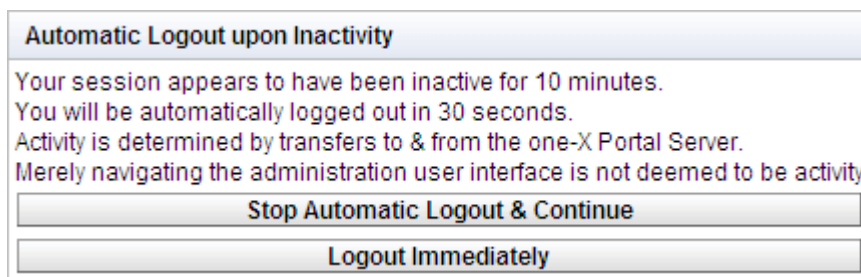 Automatic Logout upon Inactivity
Your session appears to have been inactive for 10 minutes.
You will be automatically logged out in 30 seconds.
Activity is determined by transfers to & from the one-X Portal Server.
Merely navigating the administration user interface is not deemed to be activity
Stop Automatic Logout & Continue
Logout Immediately